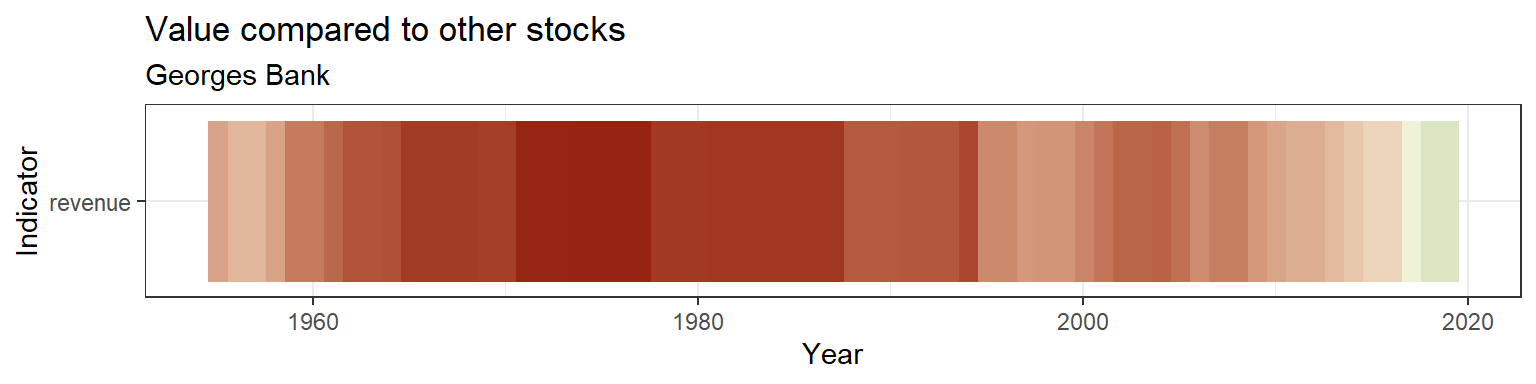 Value compared to other stocks
Georges Bank
Indicator
revenue
1960 1980 2000 2020
Year